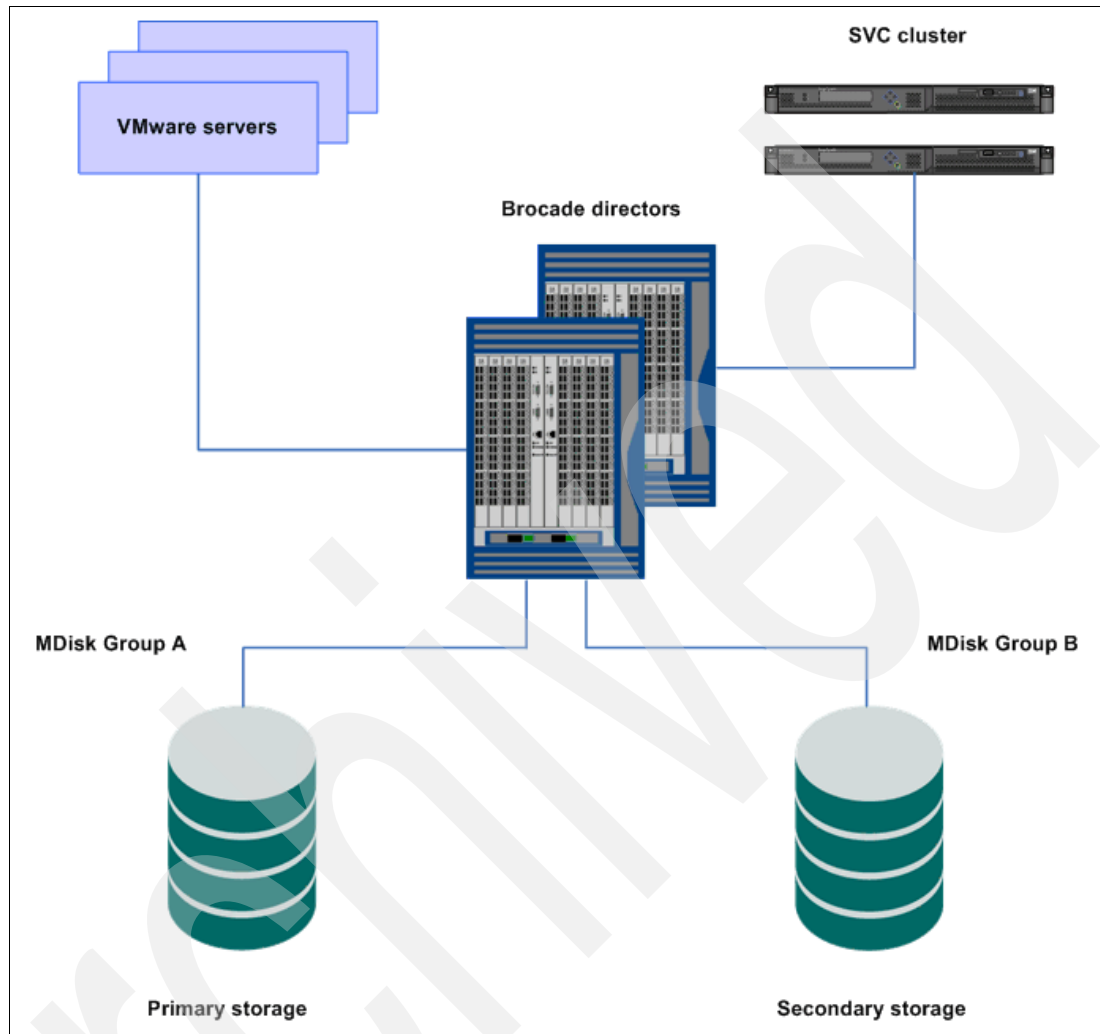 SVC cluster
VMware servers
Brocade directors
MDisk Group A
MDisk Group B
Primary storage
Secondary storage